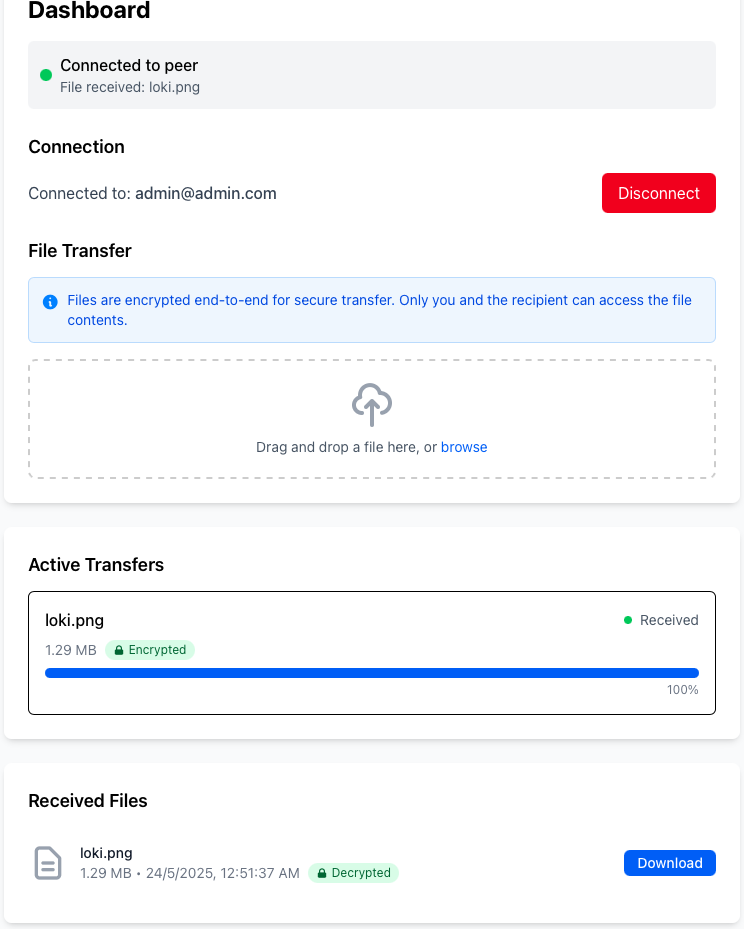 Dashboard
Connected to peer
File received: loki.png
Connection
Connected to: admin@admin.com
Disconnect
File Transfer
Files are encrypted end-to-end for secure transfer. Only you and the recipient can access the file
contents.
Drag and drop a file here, or browse
Active Transfers
loki.png
Received
1.29 MB
Encrypted
100%
Received Files
loki.png
1.29 MB • 24/5/2025, 12:51:37 AM
Decrypted
Download